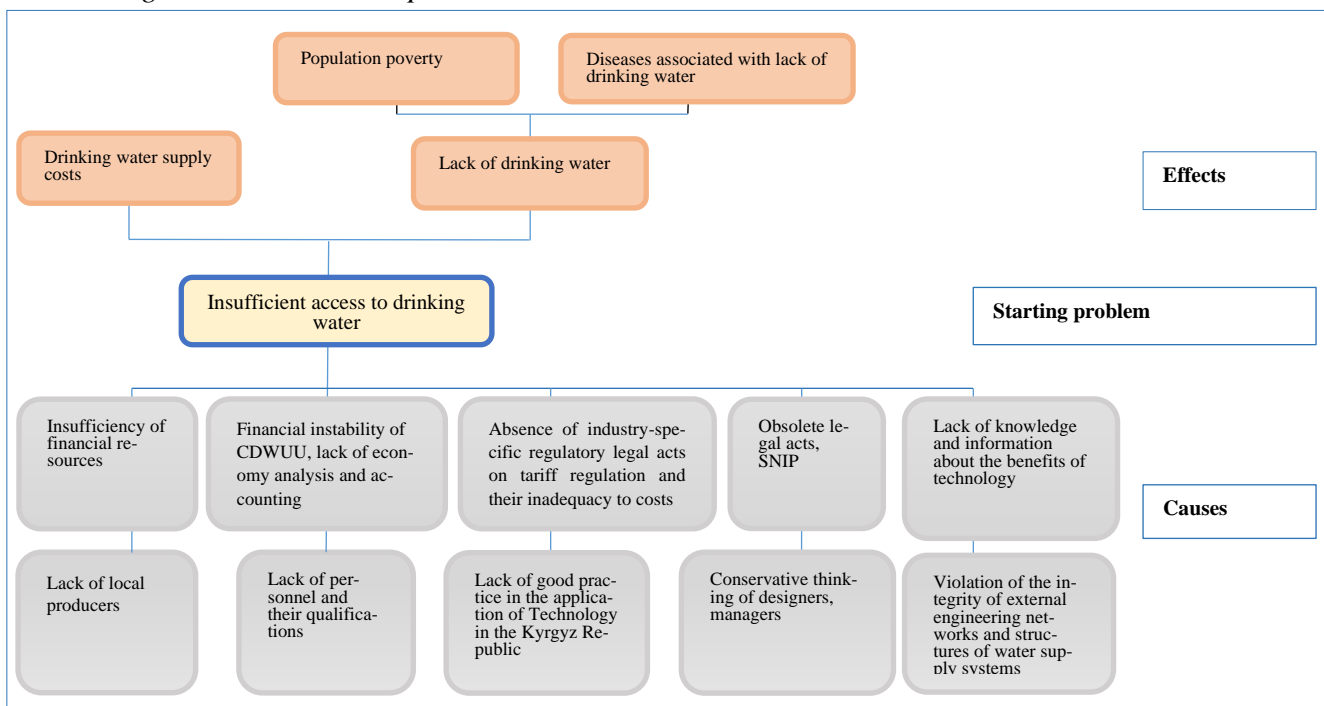 Population poverty
Diseases associated with lack of
drinking water
Drinking water supply
costs
Lack of drinking water
Effects
Insufficient access to drinking
water
Starting problem
Insufficiency of
financial re-
sources
Financial instability of
CDWUU, lack of econ-
omy analysis and ac-
counting
Absence of industry-spe-
cific regulatory legal acts
on tariff regulation and
their inadequacy to costs
Obsolete le-
gal acts,
SNIP
Lack of knowledge
and information
about the benefits of
technology
Causes
Lack of local
producers
Lack of per-
sonnel and
their qualifica-
tions
Lack of good prac-
tice in the application
of Technology
in the Kyrgyz Re-
public
Conservative think-
ing of designers,
managers
Violation of the in-
tegrity of external
engineering net-
works and struc-
tures of water sup-
ply systems